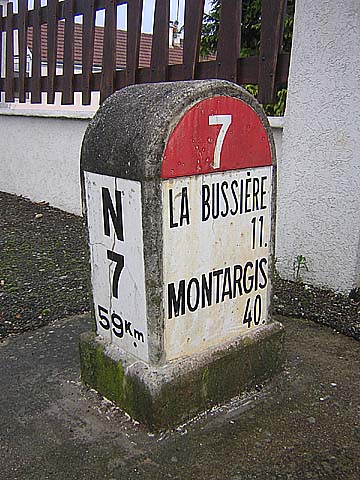 N
7
59Km
7
LA BUSSIÈRE
11.
MONTARGIS
40.